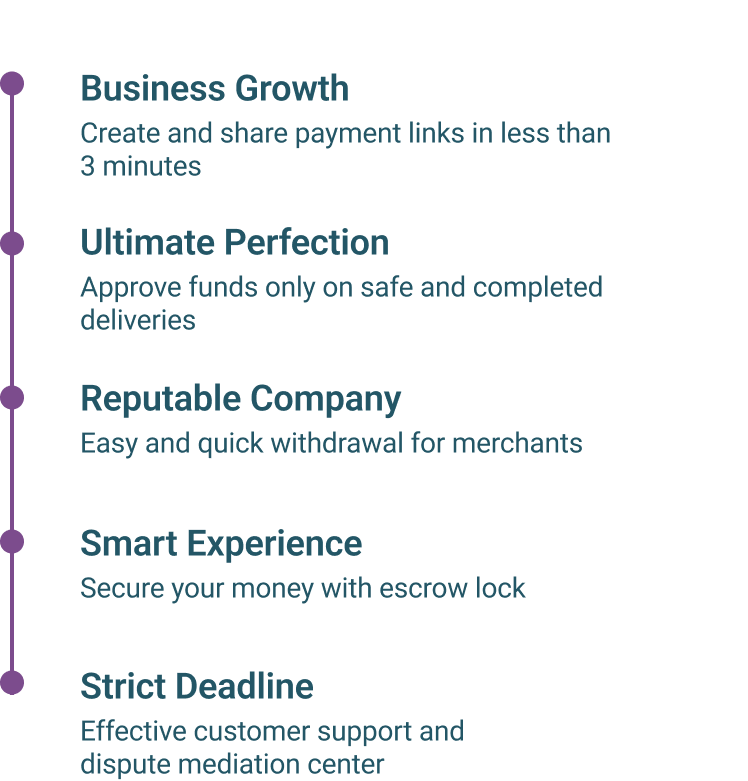 Business Growth
Create and share payment links in less than
3 minutes
Ultimate Perfection
Approve funds only on safe and completed
deliveries
Reputable Company
Easy and quick withdrawal for merchants
Smart Experience
Secure your money with escrow lock
Strict Deadline
Effective customer support and
dispute mediation center